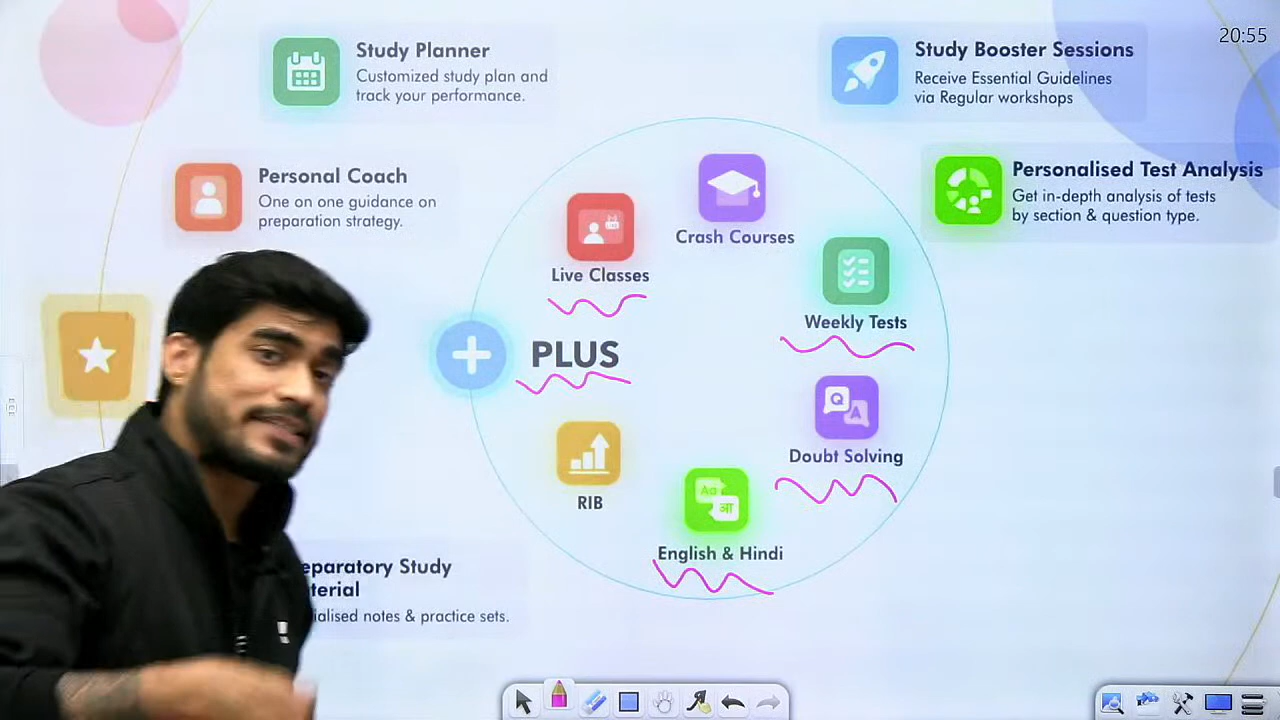 20:55
Study Planner
Customized study plan and
track your performance.
Study Booster Sessions
Receive Essential Guidelines
via Regular workshops
Personal Coach
One on one guidance on
preparation strategy.
Personalised Test Analysis
Get in-depth analysis of tests
by section & question type.
Crash Courses
Live Classes
Weekly Tests
PLUS
Q
A
Doubt Solving
RIB
Aa
आ
English & Hindi
Study
& practice sets.
notes